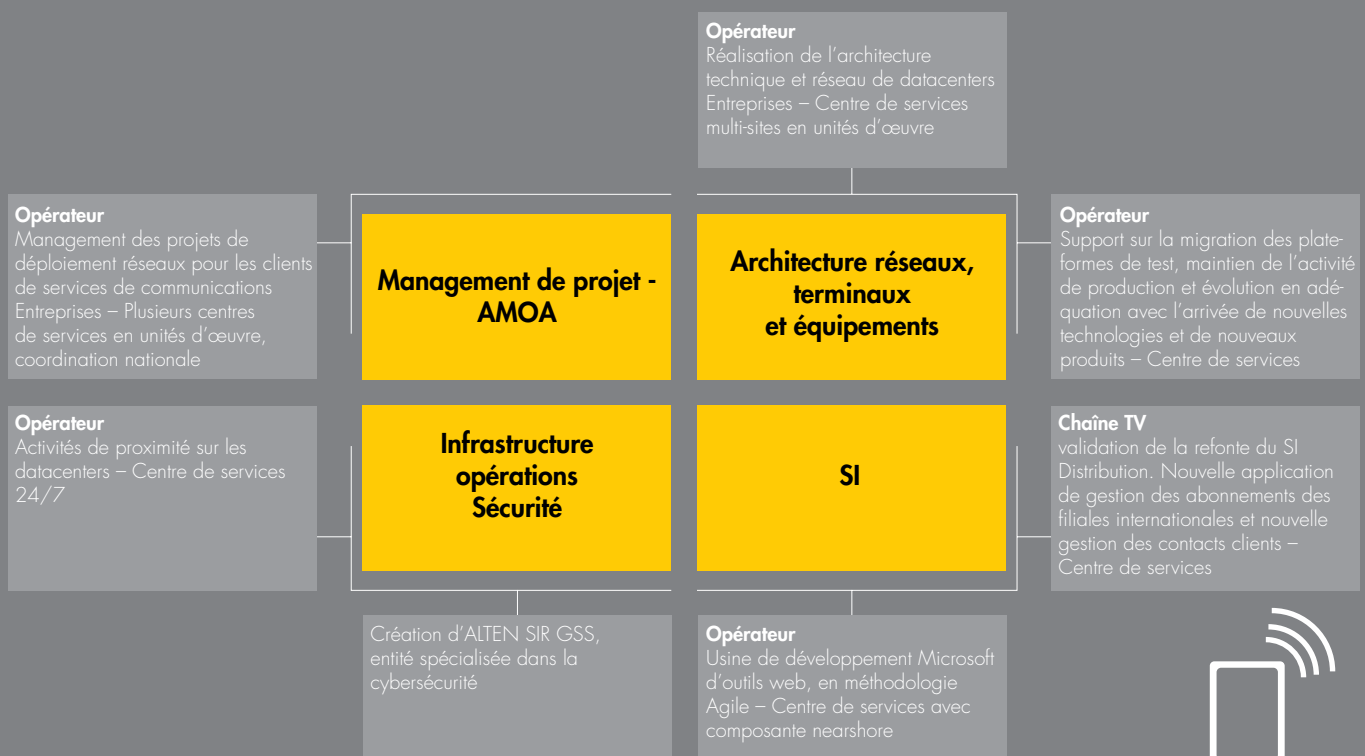 Opérateur
Réalisation de l'architecture
technique et réseau de datacenters
Entreprises – Centre de services
multi-sites en unités d'œuvre
Opérateur
Management des projets de
déploiement réseaux pour les clients
de services de communications
Entreprises – Plusieurs centres
de services en unités d'œuvre,
coordination nationale
Management de projet -
AMOA
Architecture réseaux,
terminaux
et équipements
Opérateur
Support sur la migration des plate-
formes de test, maintien de l'activité
de production et évolution en adé-
quation avec l'arrivée de nouvelles
technologies et de nouveaux
produits – Centre de services
Opérateur
Activités de proximité sur les
datacenters – Centre de services
24/7
Infrastructure
opérations
Sécurité
SI
Chaîne TV
validation de la refonte du SI
Distribution. Nouvelle application
de gestion des abonnements des
filiales internationales et nouvelle
gestion des contacts clients –
Centre de services
Création d'ALTEN SIR GSS,
entité spécialisée dans la
cybersécurité
Opérateur
Usine de développement Microsoft
d'outils web, en méthodologie
Agile – Centre de services avec
composante nearshore